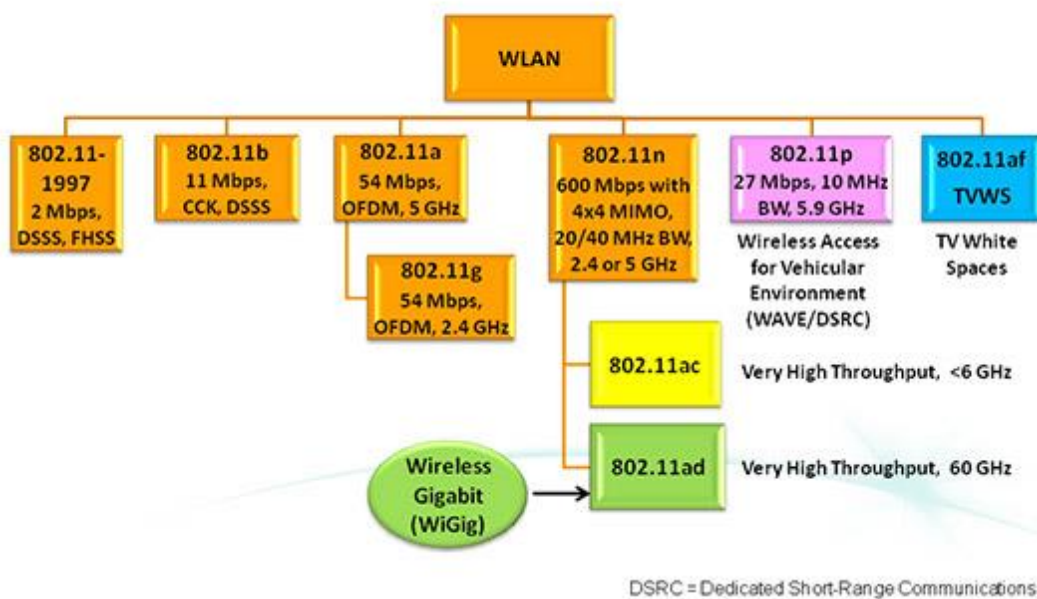 WLAN
802.11-
1997
2 Mbps,
DSSS, FHSS
802.11b
11 Mbps,
CCK, DSSS
802.11a
54 Mbps,
OFDM, 5 GHz
802.11g
54 Mbps,
OFDM, 2.4 GHz
802.11n
600 Mbps with
4x4 MIMO,
20/40 MHz BW,
2.4 or 5 GHz
802.11p
27 Mbps, 10 MHz
BW, 5.9 GHz
Wireless Access
for Vehicular
Environment
(WAVE/DSRC)
802.11af
TVWS
TV White
Spaces
802.11ac
Very High Throughput, <6 GHz
Wireless
Gigabit
(WiGig)
802.11ad
Very High Throughput, 60 GHz
DSRC = Dedicated Short-Range Communications